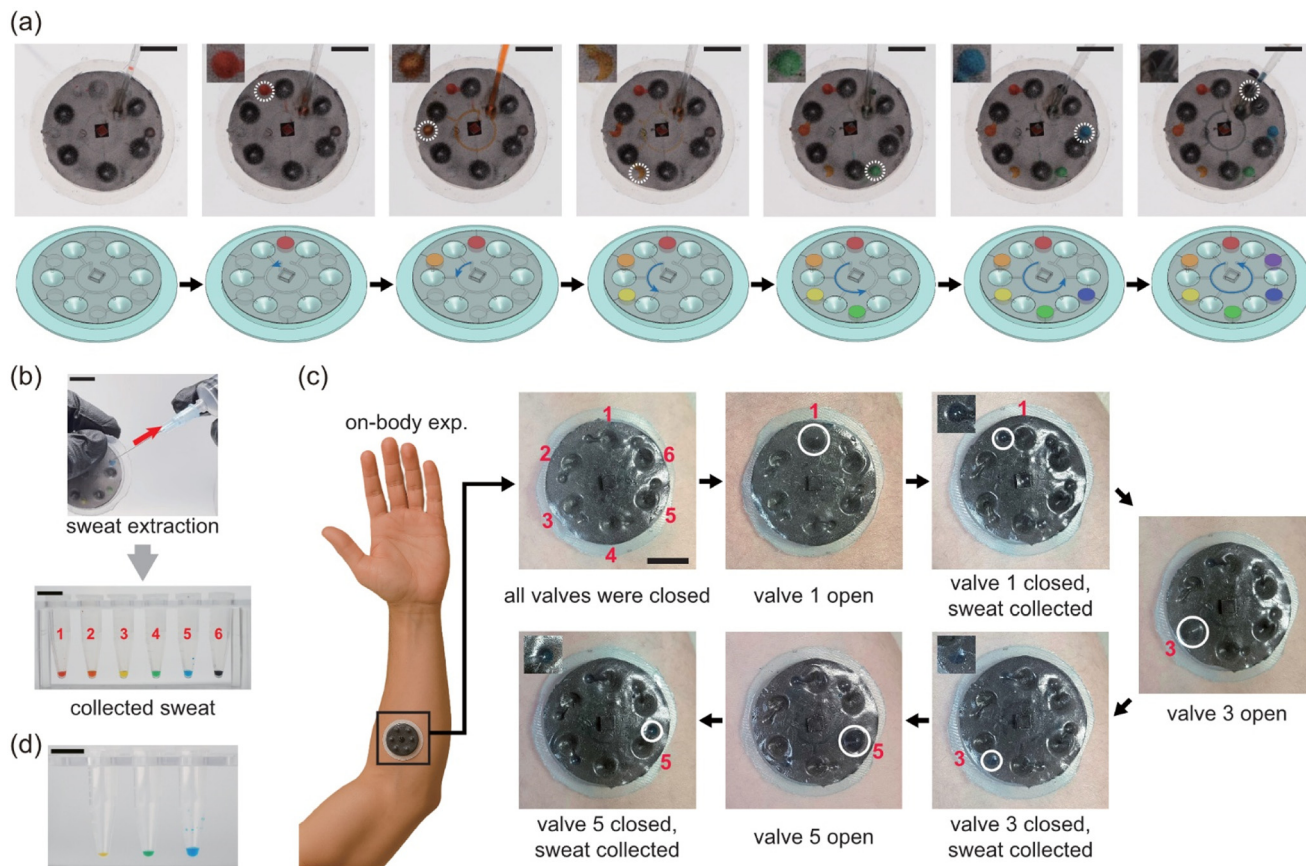 (a)
(b)
sweat extraction
1 2 3 4 5 6
collected sweat
(c)
on-body exp.
1
2
6
3
5
4
all valves were closed
1
valve 1 open
1
valve 1 closed,
sweat collected
3
valve 3 open
3
valve 3 closed,
sweat collected
5
valve 5 open
5
valve 5 closed,
sweat collected
(d)